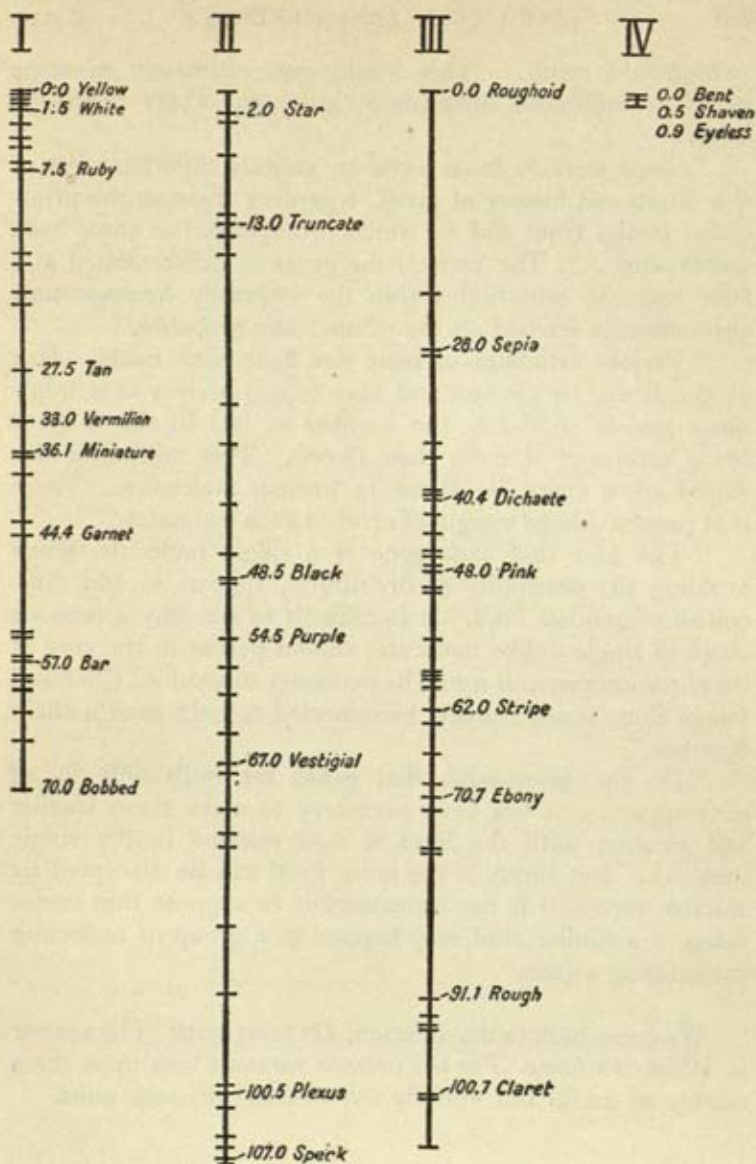 I
0.0 Yellow
1.5 White
7.5 Ruby
27.5 Tan
33.0 Vermilion
36.1 Miniature
44.4 Garnet
57.0 Bar
70.0 Bobbed
II
2.0 Star
13.0 Truncate
48.5 Black
54.5 Purple
67.0 Vestigial
100.5 Plexus
107.0 Speck
III
0.0 Roughoid
26.0 Sepia
40.4 Dichaete
48.0 Pink
62.0 Stripe
70.7 Ebony
91.1 Rough
100.7 Claret
IV
0.0 Bent
0.5 Shaven
0.9 Eyeless